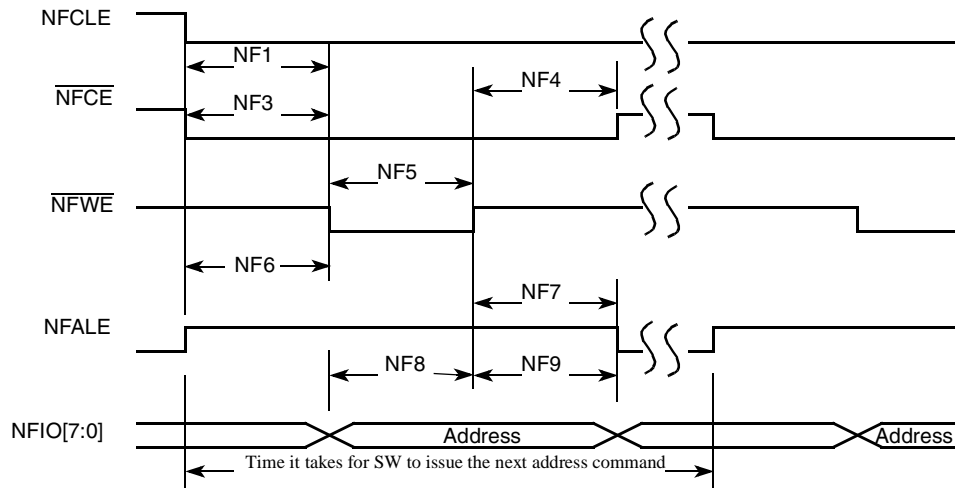 NFCLE
NF1
NF4
NFCE
NF3
NF5
NFWE
NF6
NF7
NFALE
NF8
NF9
NFIO[7:0]
Address
Address
Time it takes for SW to issue the next address command